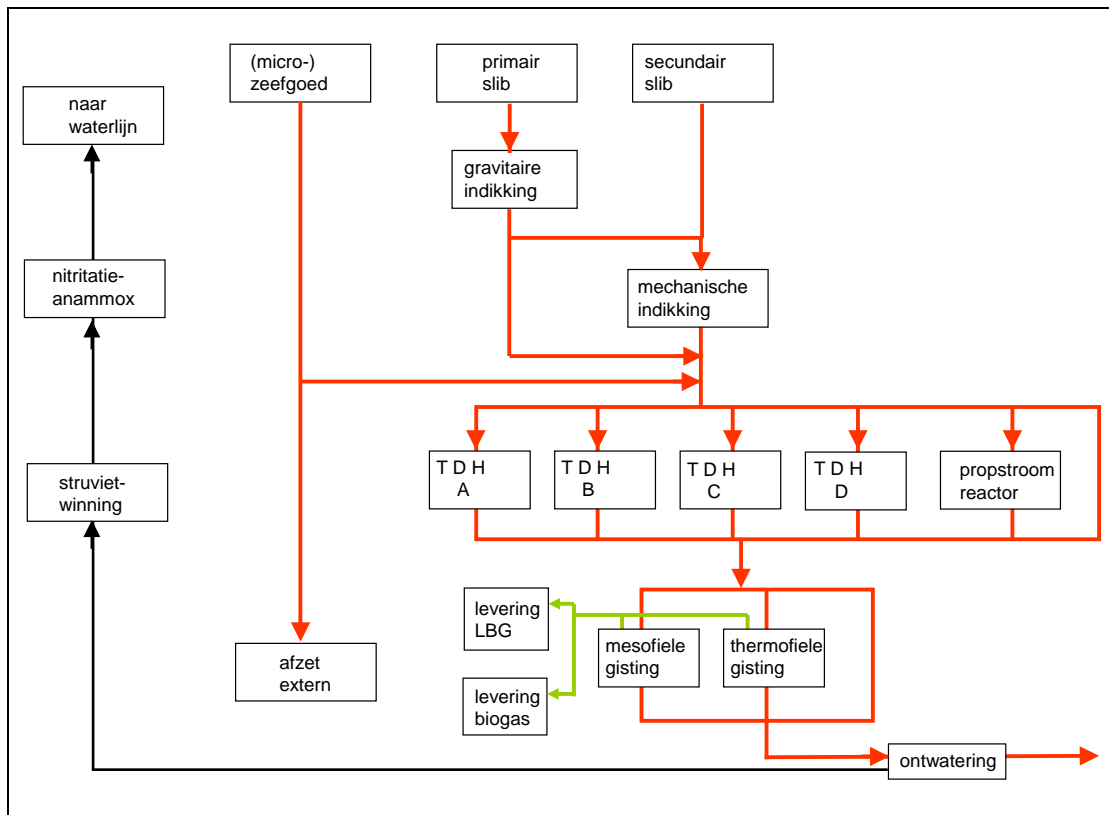 (micro-)
zeefgoed
primair
slib
secundair
slib
naar
waterlijn
gravitaire
indikking
nitritatie-
anammox
mechanische
indikking
T D H
A
T D H
B
T D H
C
T D H
D
propstroom
reactor
struviet-
winning
levering
LBG
mesofiele
gisting
thermofiele
gisting
afzet
extern
levering
biogas
ontwatering